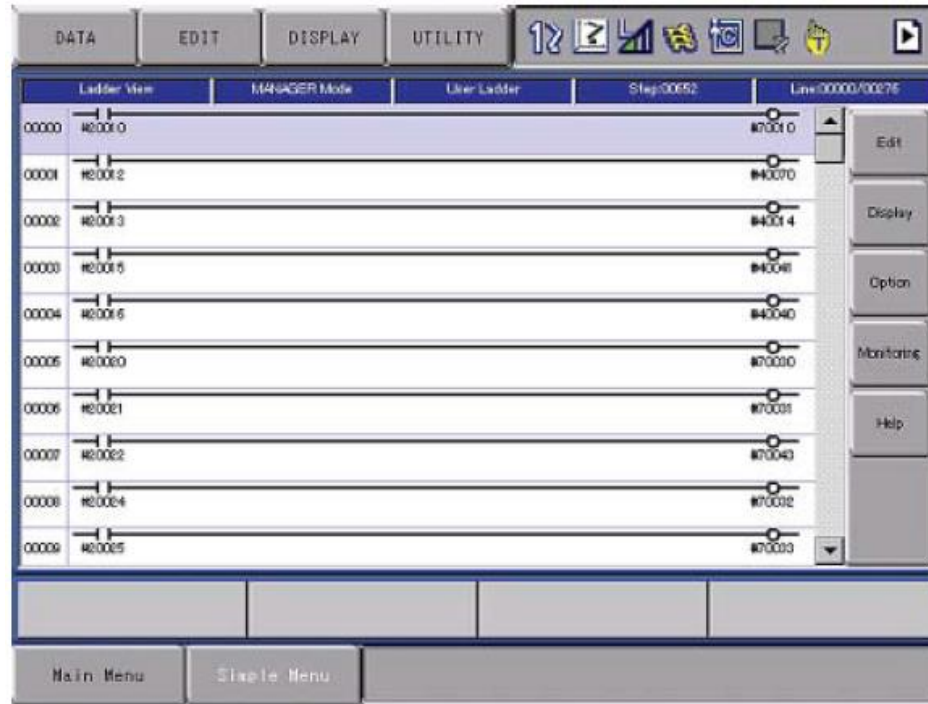 DATA EDIT DISPLAY UTILITY
Ladder View MANAGER Mode User Ladder Step:00652 Line:00000/00276
00000 #20010 #70010
Edit
00001 #20012 #40070
00002 #20013 #40014
Display
00003 #20015 #40041
Option
00004 #20016 #40040
00005 #20020 #70030
Monitoring
00006 #20021 #70031
Help
00007 #20022 #70043
00008 #20024 #70032
00009 #20025 #70033
Main Menu Simple Menu